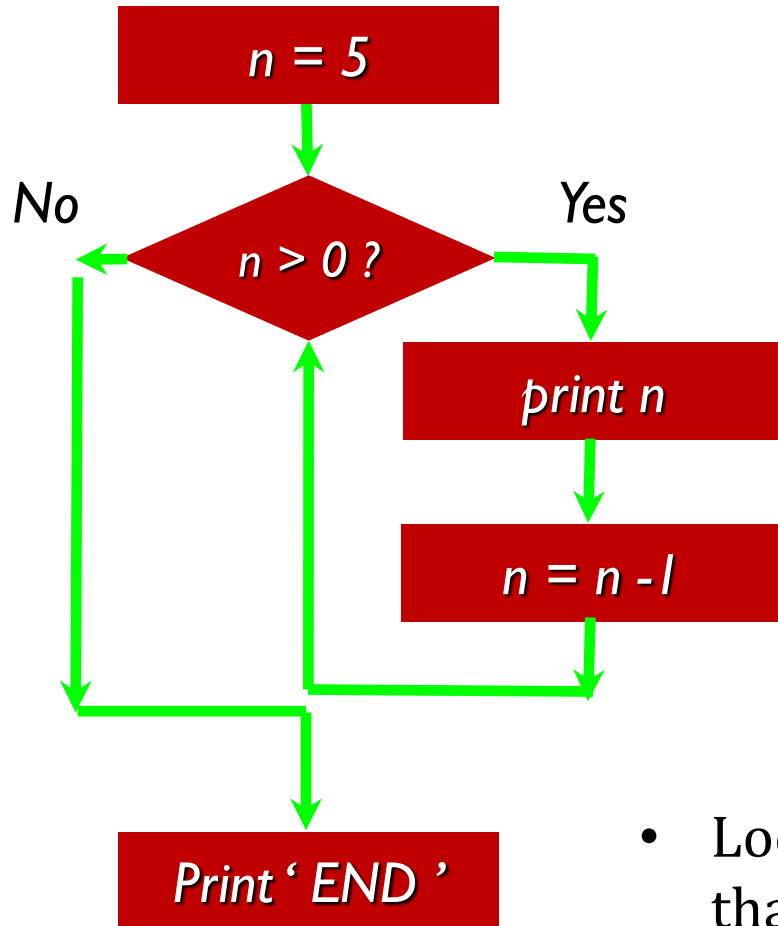 n = 5
No
Yes
n > 0 ?
print n
n = n -1
Print ‘ END ’
•